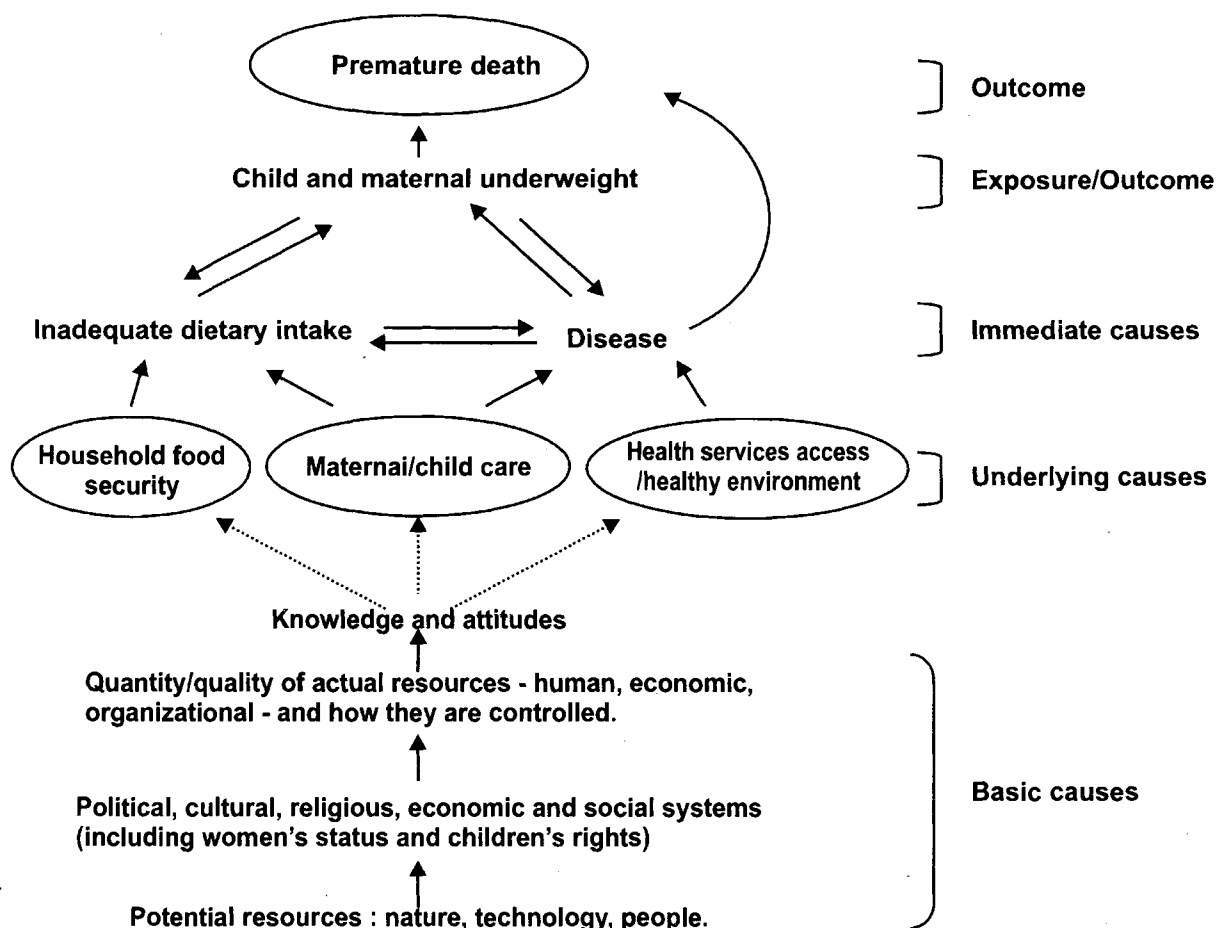 Premature death
Outcome
Child and maternal underweight
Exposure/Outcome
Inadequate dietary intake
Disease
Immediate causes
Household food
security
Maternai/child care
Health services access
/healthy environment
Underlying causes
Knowledge and attitudes
Quantity/quality of actual resources - human, economic,
organizational - and how they are controlled.
Political, cultural, religious, economic and social systems
(including women's status and children's rights)
Basic causes
Potential resources : nature, technology, people.